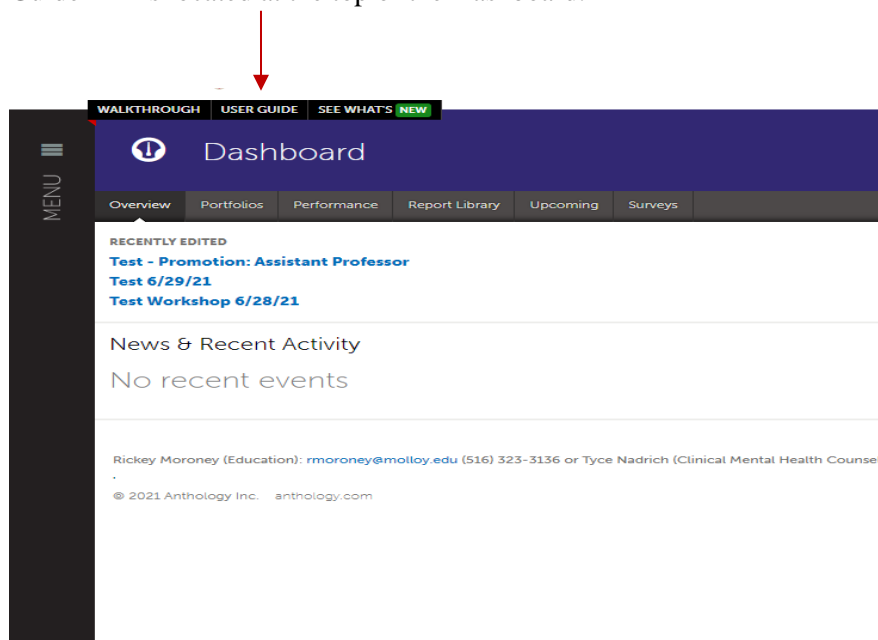 WALKTHROUGH USER GUIDE SEE WHAT'S NEW
MENU
Dashboard
Overview Portfolios Performance Report Library Upcoming Surveys
RECENTLY EDITED
Test - Promotion: Assistant Professor
Test 6/29/21
Test Workshop 6/28/21
News & Recent Activity
No recent events
Rickey Moroney (Education): rmoroney@molloy.edu (516) 323-3136 or Tyce Nadrich (Clinical Mental Health Counse
.
© 2021 Anthology Inc. anthology.com